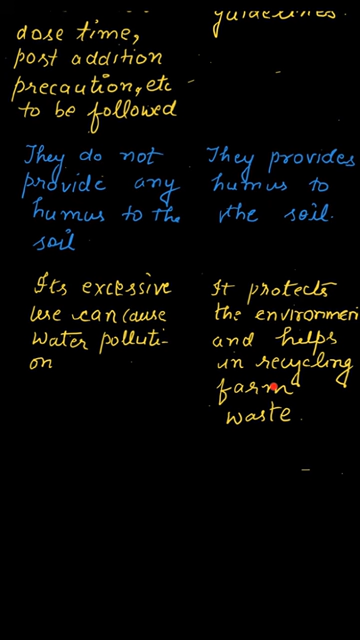 guidelines.
dose time,
post addition
precaution, etc
to be followed
They do not
provide any
humus to the
soil
They provides
humus to
the soil.
Its excessive
use can cause
water polluti-
on
It protects
the environmen
and helps
in recycling
farm
waste